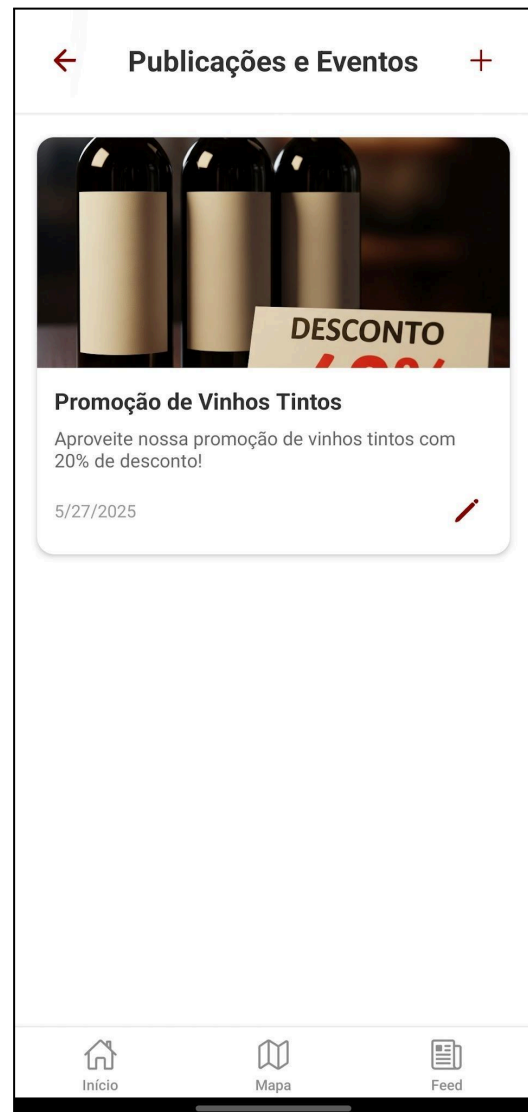 Publicações e Eventos
DESCONTO
Promoção de Vinhos Tintos
Aproveite nossa promoção de vinhos tintos com
20% de desconto!
5/27/2025
Início
Mapa
Feed